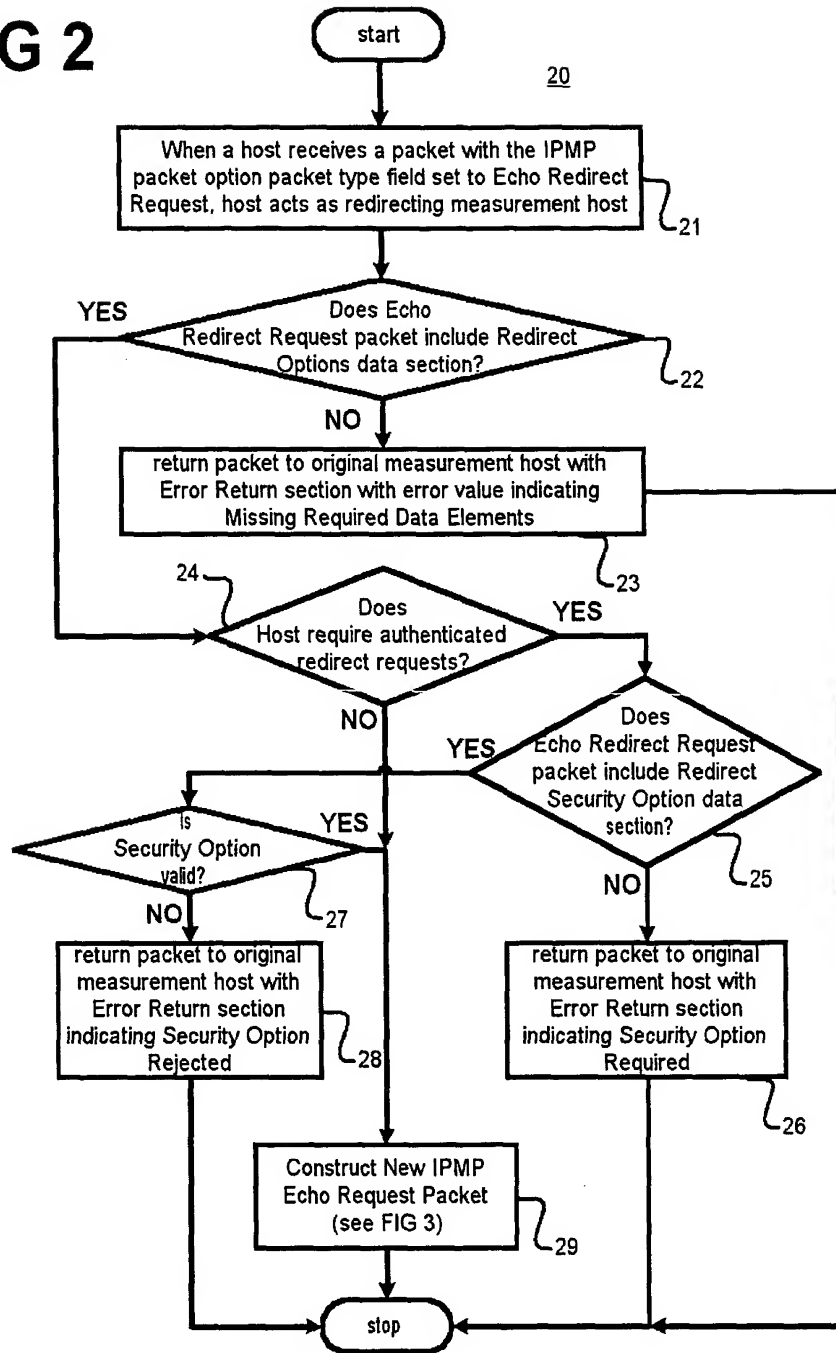 G 2
start
20
When a host receives a packet with the IPMP
packet option packet type field set to Echo Redirect
Request, host acts as redirecting measurement host
21
YES
Does Echo
Redirect Request packet include Redirect
Options data section?
22
NO
return packet to original measurement host with
Error Return section with error value indicating
Missing Required Data Elements
23
24
Does
Host require authenticated
redirect requests?
YES
NO
YES
Does
Echo Redirect Request
packet include Redirect
Security Option data
section?
25
Is
Security Option
valid?
YES
27
NO
NO
return packet to original
measurement host with
Error Return section
indicating Security Option
Rejected
28
return packet to original
measurement host with
Error Return section
indicating Security Option
Required
26
Construct New IPMP
Echo Request Packet
(see FIG 3)
29
stop